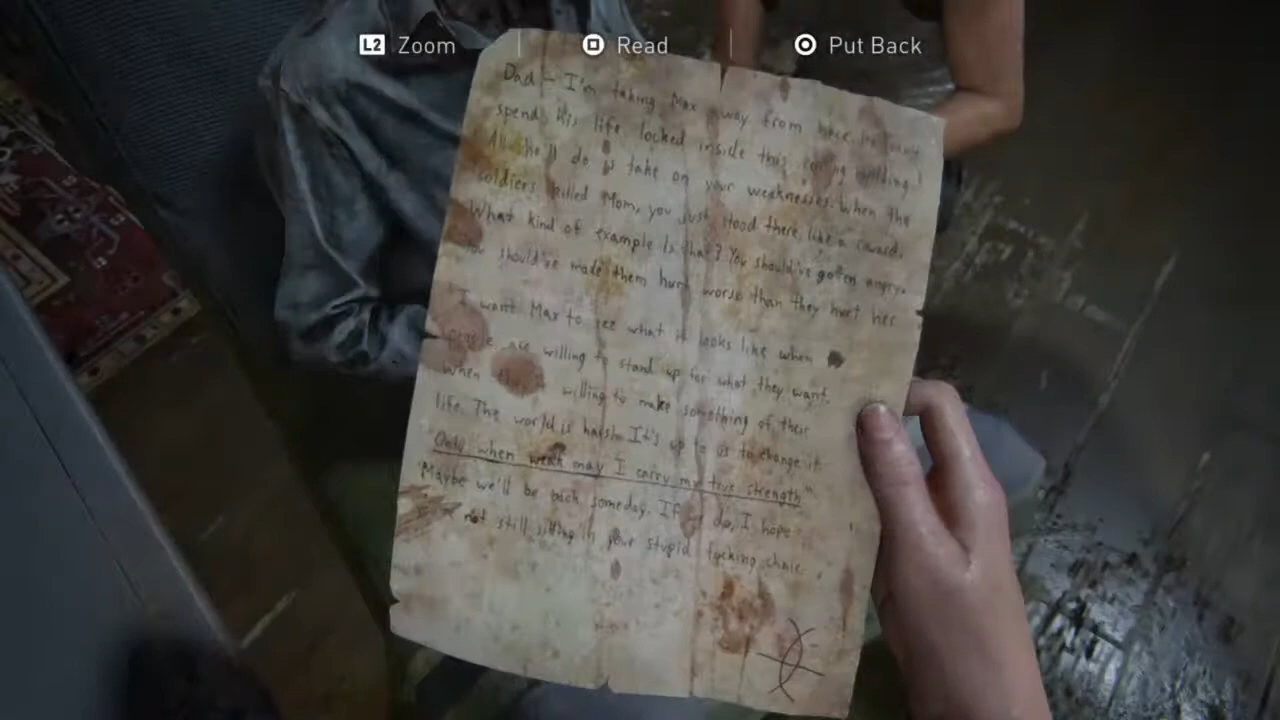 L2 Zoom
Read
Put Back
Dad - I'm taking Max away from here. He won't
spend his life locked inside this boring building!
All he'll do is take on your weaknesses. When the
soldiers killed Mom, you just stood there, like a coward.
What kind of example is that? You should've gotten angry.
You should've made them hurt worse than they hurt her
I want Max to see what it looks like when
people are willing to stand up for what they want.
When willing to make something of their
life. The world is harsh. It's up to us to change it.
"Only when weak may I carry my true strength"
Maybe we'll be back someday. If do, I hope
not still sitting in your stupid fucking chair.